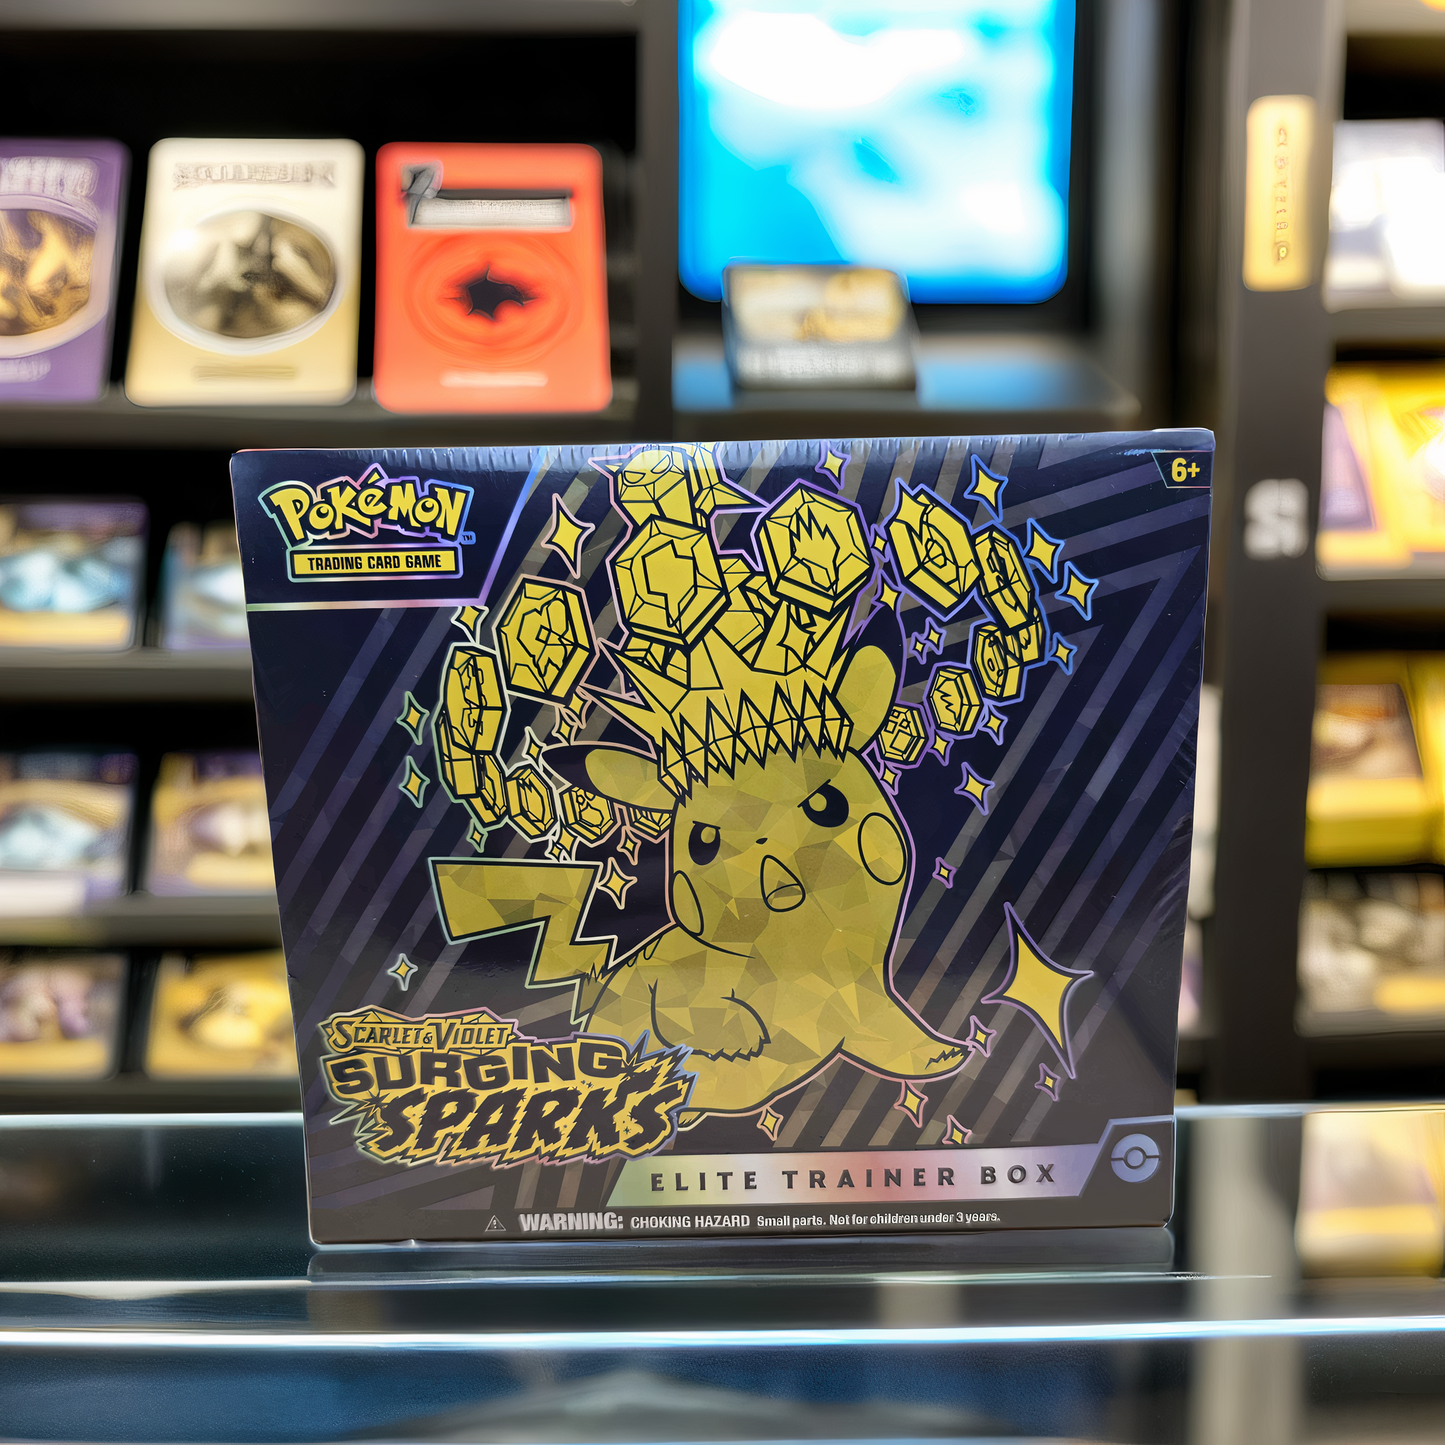 6+
POKéMON
TM
TRADING CARD GAME
SCARLET & VIOLET
SURGING
SPARKS
ELITE TRAINER BOX
WARNING: CHOKING HAZARD Small parts. Not for children under 3 years.